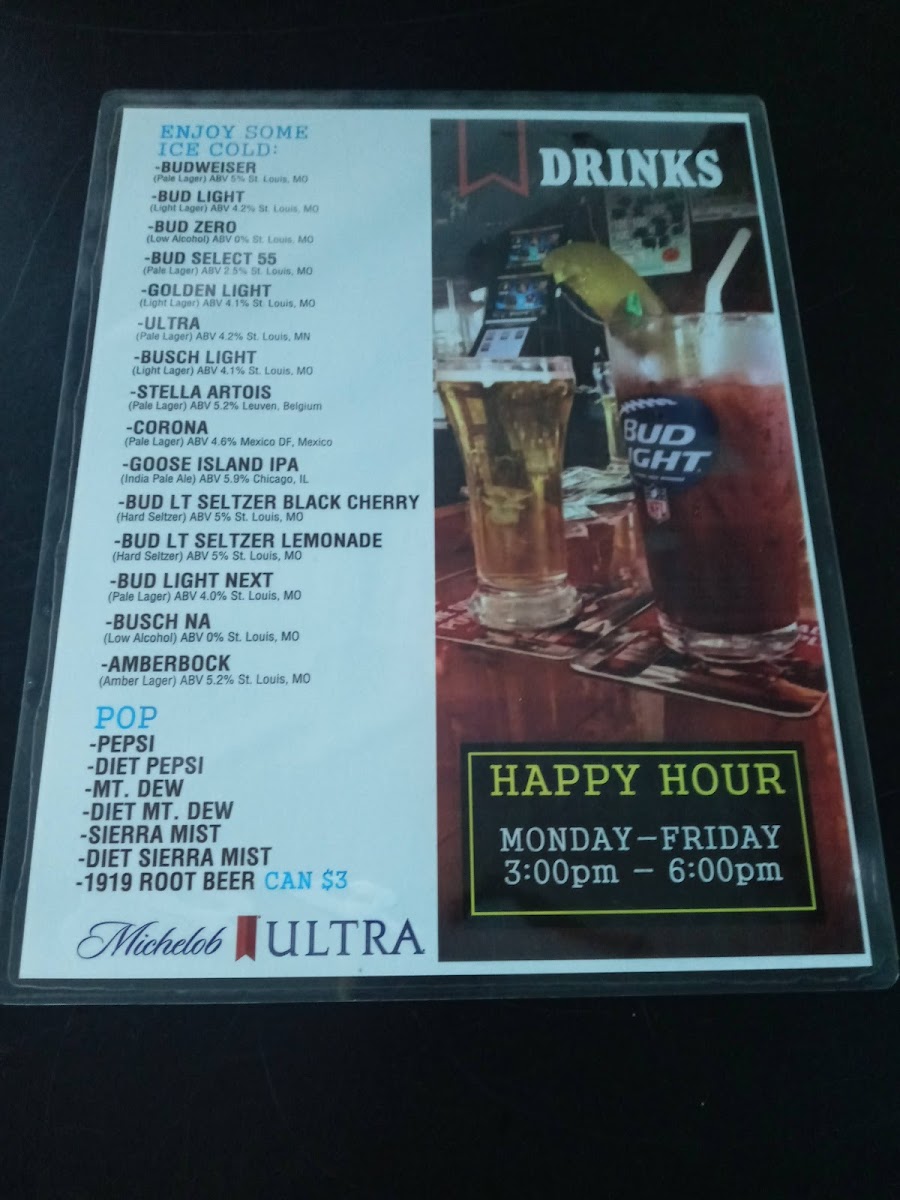 ENJOY SOME
ICE COLD:
-BUDWEISER
(Pale Lager) ABV 5% St. Louis, MO
-BUD LIGHT
(Light Lager) ABV 4.2% St. Louis, MO
-BUD ZERO
(Low Alcohol) ABV 0% St. Louis, MO
-BUD SELECT 55
(Pale Lager) ABV 2.5% St. Louis, MO
-GOLDEN LIGHT
(Light Lager) ABV 4.1% St. Louis, MO
-ULTRA
(Pale Lager) ABV 4.2% St. Louis, MN
-BUSCH LIGHT
(Light Lager) ABV 4.1% St. Louis, MO
-STELLA ARTOIS
(Pale Lager) ABV 5.2% Leuven, Belgium
-CORONA
(Pale Lager) ABV 4.6% Mexico DF, Mexico
-GOOSE ISLAND IPA
(India Pale Ale) ABV 5.9% Chicago, IL
-BUD LT SELTZER BLACK CHERRY
(Hard Seltzer) ABV 5% St. Louis, MO
-BUD LT SELTZER LEMONADE
(Hard Seltzer) ABV 5% St. Louis, MO
-BUD LIGHT NEXT
(Pale Lager) ABV 4.0% St. Louis, MO
-BUSCH NA
(Low Alcohol) ABV 0% St. Louis, MO
-AMBERBOCK
(Amber Lager) ABV 5.2% St. Louis, MO
POP
-PEPSI
-DIET PEPSI
-MT. DEW
-DIET MT. DEW
-SIERRA MIST
-DIET SIERRA MIST
-1919 ROOT BEER CAN $3
Michelob ULTRA
DRINKS
BUD
IGHT
NFL
HAPPY HOUR
MONDAY-FRIDAY
3:00pm - 6:00pm